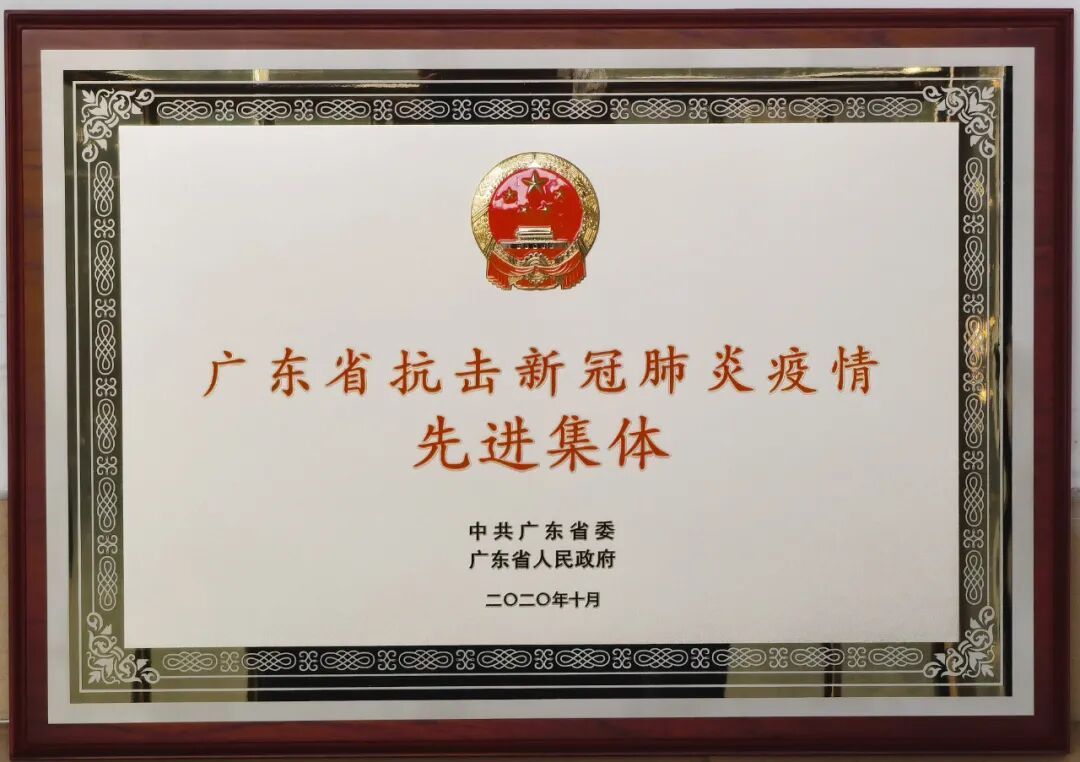 广东省抗击新冠肺炎疫情
先进集体
中共广东省委
广东省人民政府
二〇二〇年十月